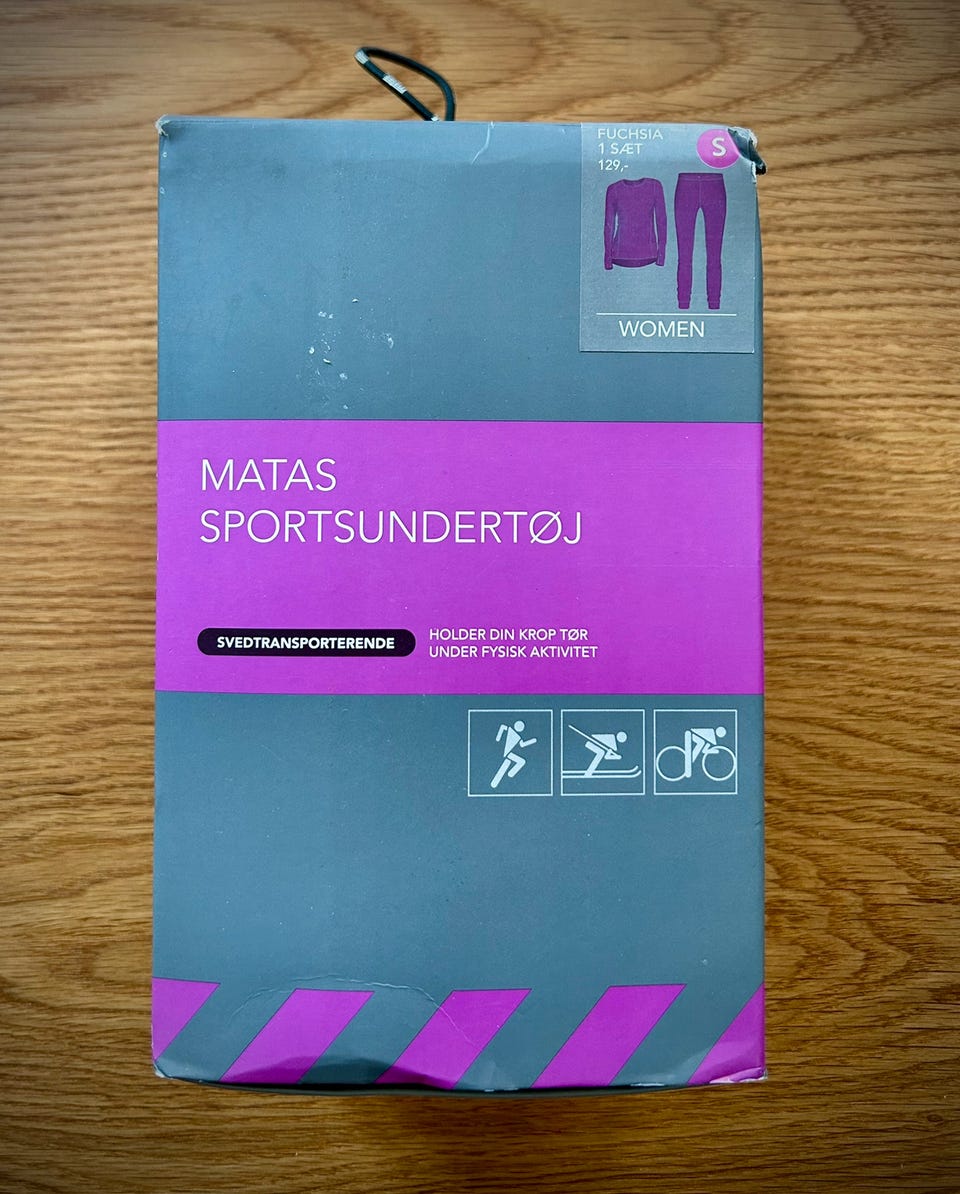 FUCHSIA
1 SÆT
129,-
S
WOMEN
MATAS
SPORTSUNDERTØJ
SVEDTRANSPORTERENDE
HOLDER DIN KROP TØR
UNDER FYSISK AKTIVITET